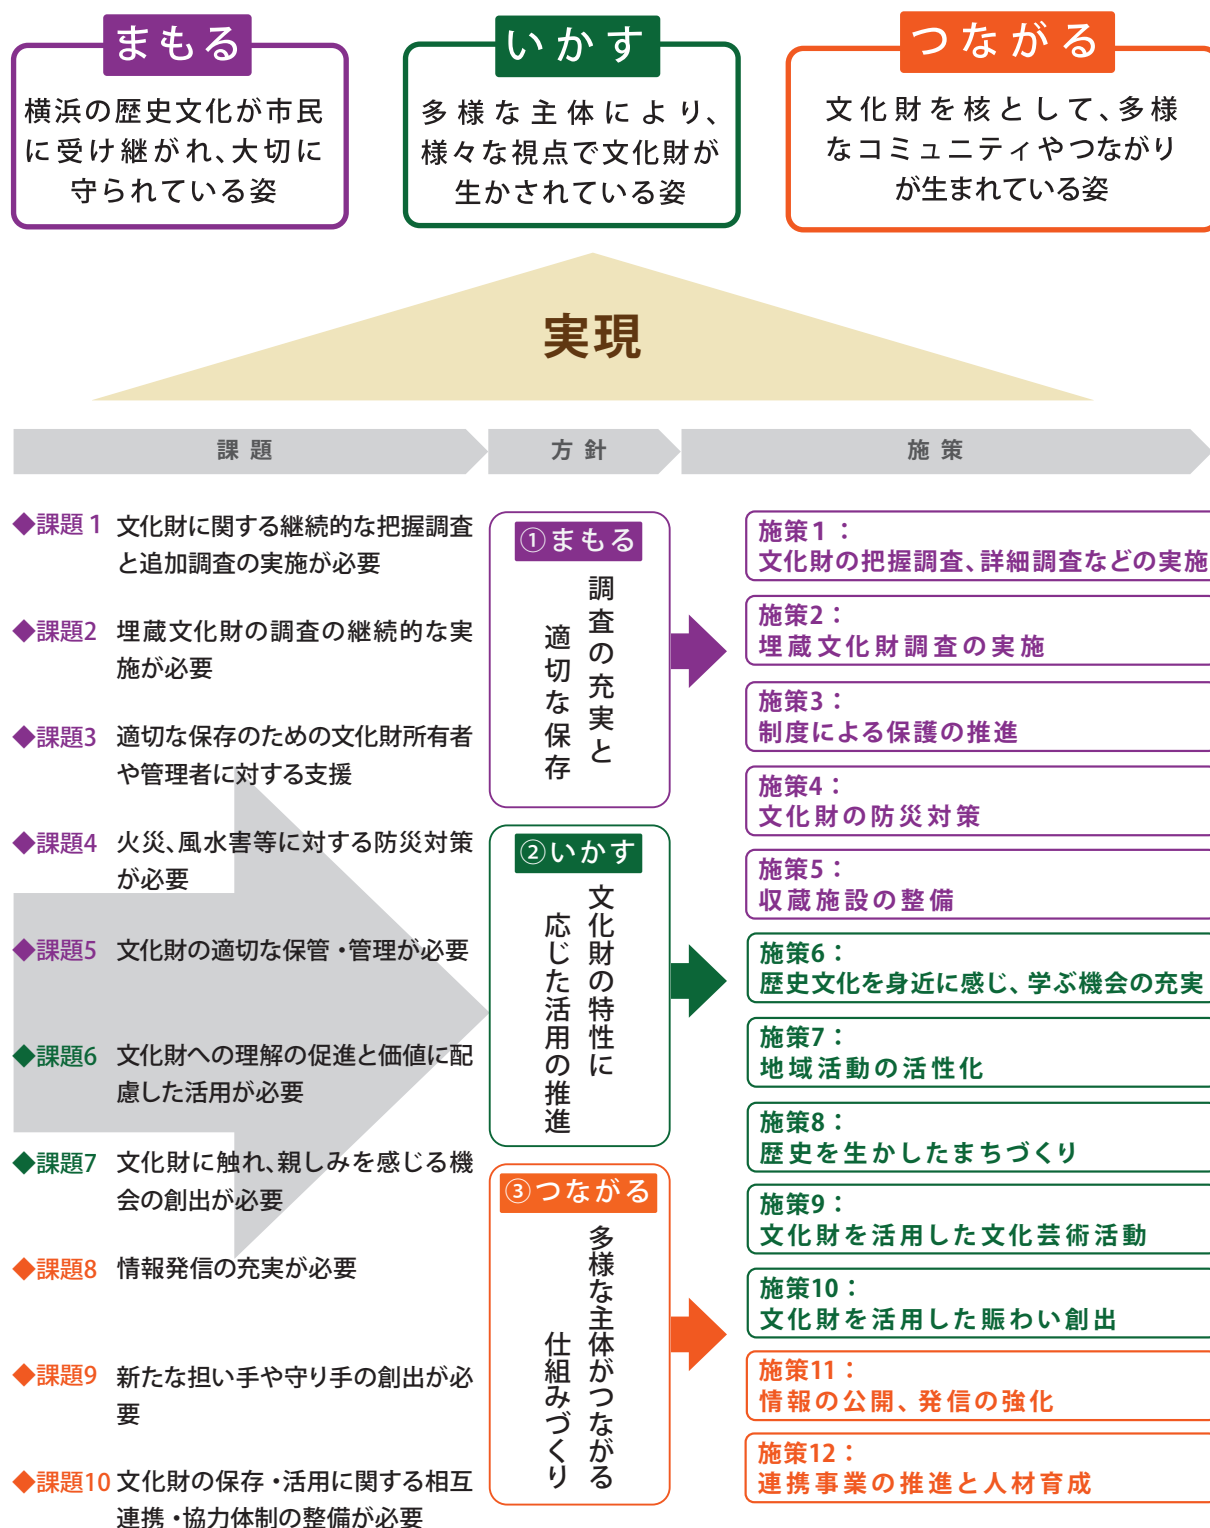 まもる
横浜の歴史文化が市民
に受け継がれ、大切に
守られている姿
いかす
多様な主体により、
様々な視点で文化財が
生かされている姿
つながる
文化財を核として、多様
なコミュニティやつながり
が生まれている姿
実現
課題
方針
施策
◆課題1 文化財に関する継続的な把握調査
と追加調査の実施が必要
◆課題2 埋蔵文化財の調査の継続的な実
施が必要
◆課題3 適切な保存のための文化財所有者
や管理者に対する支援
◆課題4 火災、風水害等に対する防災対策
が必要
◆課題5 文化財の適切な保管・管理が必要
◆課題6 文化財への理解の促進と価値に配
慮した活用が必要
◆課題7 文化財に触れ、親しみを感じる機
会の創出が必要
◆課題8 情報発信の充実が必要
◆課題9 新たな担い手や守り手の創出が必
要
◆課題10 文化財の保存・活用に関する相互
連携・協力体制の整備が必要
①まもる
調査の充実と
適切な保存
②いかす
文化財の特性に
応じた活用の推進
③つながる
多様な主体がつながる
仕組みづくり
施策1：
文化財の把握調査、詳細調査などの実施
施策2：
埋蔵文化財調査の実施
施策3：
制度による保護の推進
施策4：
文化財の防災対策
施策5：
収蔵施設の整備
施策6：
歴史文化を身近に感じ、学ぶ機会の充実
施策7：
地域活動の活性化
施策8：
歴史を生かしたまちづくり
施策9：
文化財を活用した文化芸術活動
施策10：
文化財を活用した賑わい創出
施策11：
情報の公開、発信の強化
施策12：
連携事業の推進と人材育成